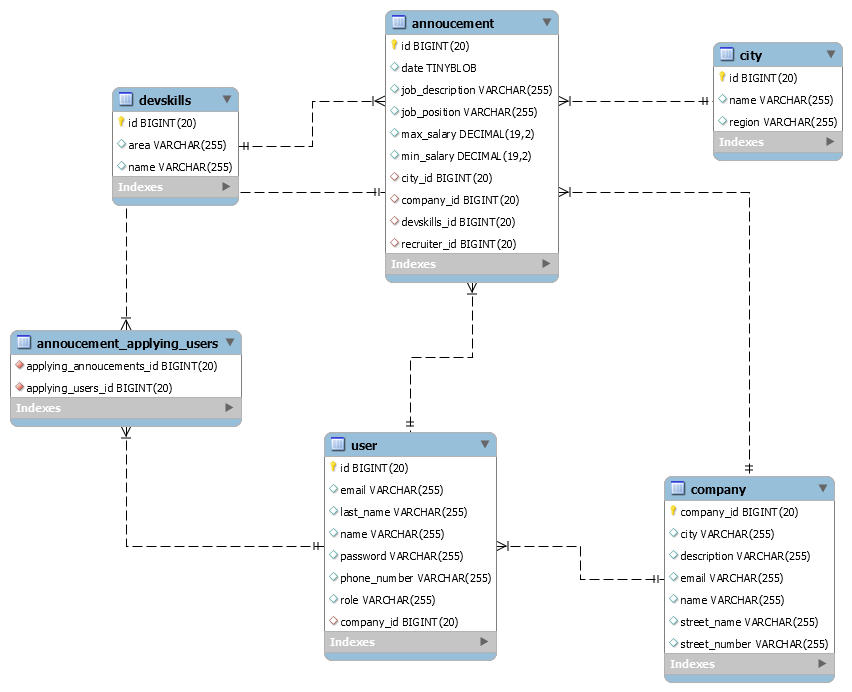 annoucement
id BIGINT(20)
date TINYBLOB
job_description VARCHAR(255)
job_position VARCHAR(255)
max_salary DECIMAL(19,2)
min_salary DECIMAL(19,2)
city_id BIGINT(20)
company_id BIGINT(20)
devskills_id BIGINT(20)
recruiter_id BIGINT(20)
Indexes
city
id BIGINT(20)
name VARCHAR(255)
region VARCHAR(255)
Indexes
devskills
id BIGINT(20)
area VARCHAR(255)
name VARCHAR(255)
Indexes
annoucement_applying_users
applying_annoucements_id BIGINT(20)
applying_users_id BIGINT(20)
Indexes
user
id BIGINT(20)
email VARCHAR(255)
last_name VARCHAR(255)
name VARCHAR(255)
password VARCHAR(255)
phone_number VARCHAR(255)
role VARCHAR(255)
company_id BIGINT(20)
Indexes
company
company_id BIGINT(20)
city VARCHAR(255)
description VARCHAR(255)
email VARCHAR(255)
name VARCHAR(255)
street_name VARCHAR(255)
street_number VARCHAR(255)
Indexes